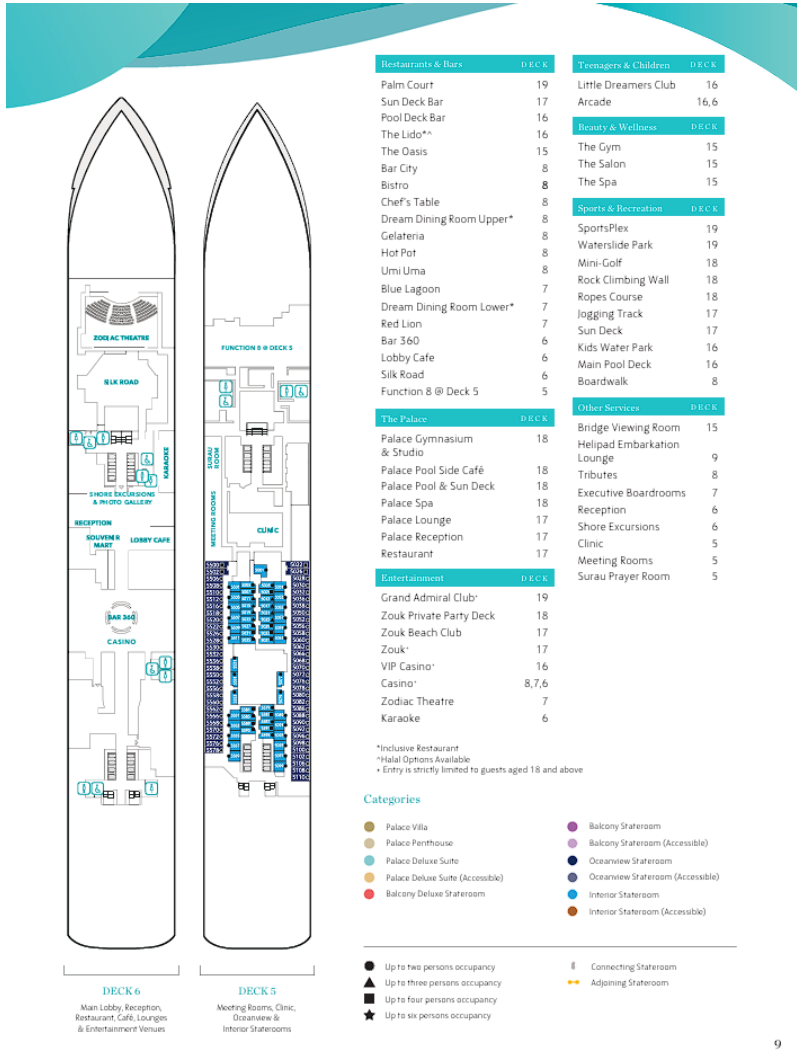 Restaurants & Bars DECK
Palm Court 19
Sun Deck Bar 17
Pool Deck Bar 16
The Lido*^ 16
The Oasis 15
Bar City 8
Bistro 8
Chef's Table 8
Dream Dining Room Upper* 8
Gelateria 8
Hot Pot 8
Umi Uma 8
Blue Lagoon 7
Dream Dining Room Lower* 7
Red Lion 7
Bar 360 6
Lobby Cafe 6
Silk Road 6
Function 8 @ Deck 5 5
The Palace DECK
Palace Gymnasium
& Studio 18
Palace Pool Side Café 18
Palace Pool & Sun Deck 18
Palace Spa 18
Palace Lounge 17
Palace Reception 17
Restaurant 17
Entertainment DECK
Grand Admiral Club+ 19
Zouk Private Party Deck 18
Zouk Beach Club 17
Zouk+ 17
VIP Casino+ 16
Casino+ 8,7,6
Zodiac Theatre 7
Karaoke 6
*Inclusive Restaurant
^Halal Options Available
+ Entry is strictly limited to guests aged 18 and above
Teenagers & Children DECK
Little Dreamers Club 16
Arcade 16,6
Beauty & Wellness DECK
The Gym 15
The Salon 15
The Spa 15
Sports & Recreation DECK
SportsPlex 19
Waterslide Park 19
Mini-Golf 18
Rock Climbing Wall 18
Ropes Course 18
Jogging Track 17
Sun Deck 17
Kids Water Park 16
Main Pool Deck 16
Boardwalk 8
Other Services DECK
Bridge Viewing Room 15
Helipad Embarkation
Lounge 9
Tributes 8
Executive Boardrooms 7
Reception 6
Shore Excursions 6
Clinic 5
Meeting Rooms 5
Surau Prayer Room 5
ZODIAC THEATRE
SILK ROAD
KARAOKE
SHORE EXCURSIONS
& PHOTO GALLERY
RECEPTION
SOUVENIR
MART
LOBBY CAFE
BAR 360
CASINO
FUNCTION 8 @ DECK 5
SURAU
ROOM
MEETING ROOMS
CLINIC
Categories
Palace Villa
Palace Penthouse
Palace Deluxe Suite
Palace Deluxe Suite (Accessible)
Balcony Deluxe Stateroom
Balcony Stateroom
Balcony Stateroom (Accessible)
Oceanview Stateroom
Oceanview Stateroom (Accessible)
Interior Stateroom
Interior Stateroom (Accessible)
Up to two persons occupancy
Up to three persons occupancy
Up to four persons occupancy
Up to six persons occupancy
Connecting Stateroom
Adjoining Stateroom
DECK 6
Main Lobby, Reception,
Restaurant, Café, Lounges
& Entertainment Venues
DECK 5
Meeting Rooms, Clinic,
Oceanview &
Interior Staterooms
9